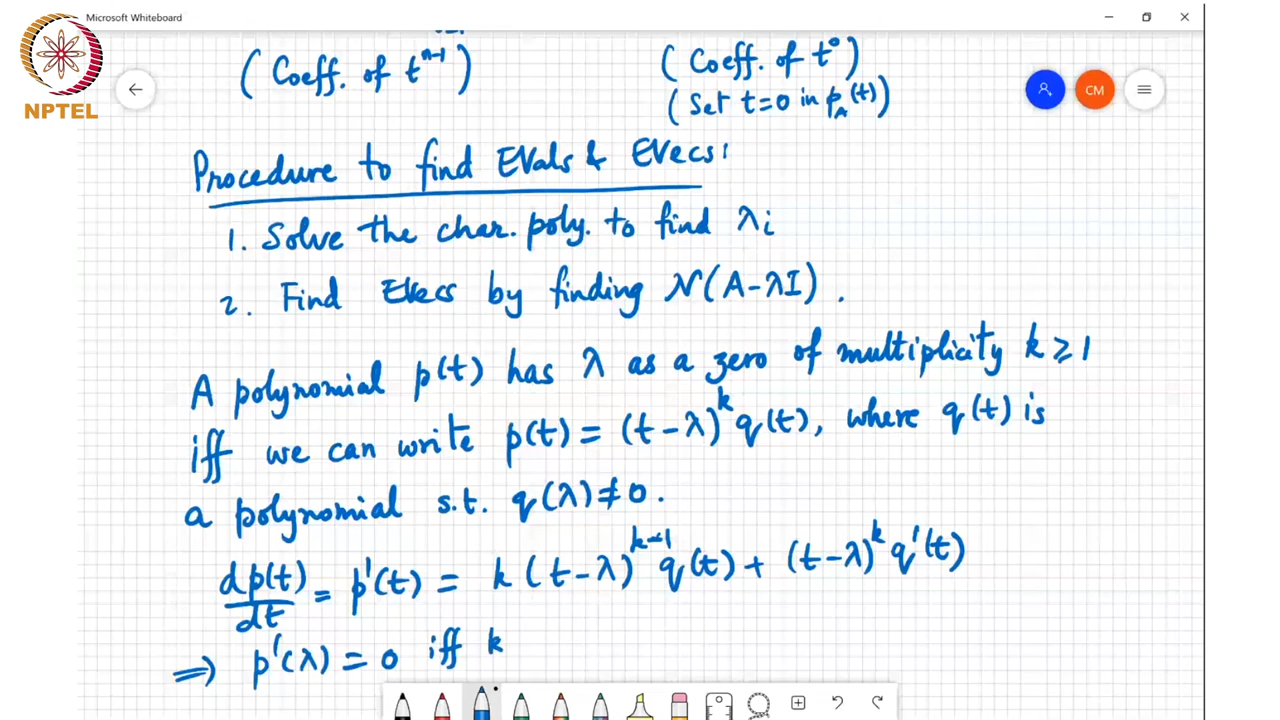 Microsoft Whiteboard
NPTEL
CM
(Coeff. of t^{n-1}) (Coeff. of t^0)
(Set t=0 in p_A(t))
Procedure to find EVals & EVecs:
1. Solve the char. poly. to find λi
2. Find EVecs by finding N(A-λI).
A polynomial p(t) has λ as a zero of multiplicity k ≥ 1
iff we can write p(t) = (t-λ)^k q(t), where q(t) is
a polynomial s.t. q(λ) ≠ 0.
dp(t)/dt = p'(t) = k(t-λ)^{k-1} q(t) + (t-λ)^k q'(t)
⇒ p'(λ) = 0 iff k